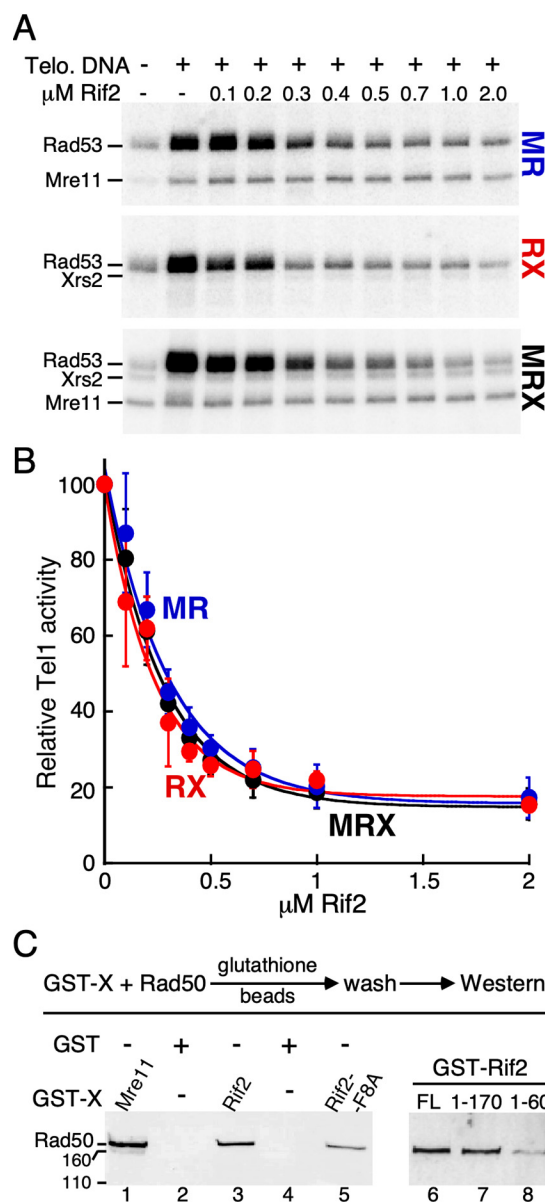 A
Telo. DNA - + + + + + + + + +
μM Rif2 - - 0.1 0.2 0.3 0.4 0.5 0.7 1.0 2.0
Rad53
Mre11
MR
Rad53
Xrs2
RX
Rad53
Xrs2
Mre11
MRX
B
Relative Tel1 activity
100
80
60
40
20
0
MR
RX
MRX
0 0.5 1 1.5 2
μM Rif2
C
GST-X + Rad50 glutathione beads wash Western
GST - + - + -
GST-X Mre11 - Rif2 - Rif2-
-F8A
GST-Rif2
FL 1-170 1-60
Rad50
160
110
1 2 3 4 5 6 7 8